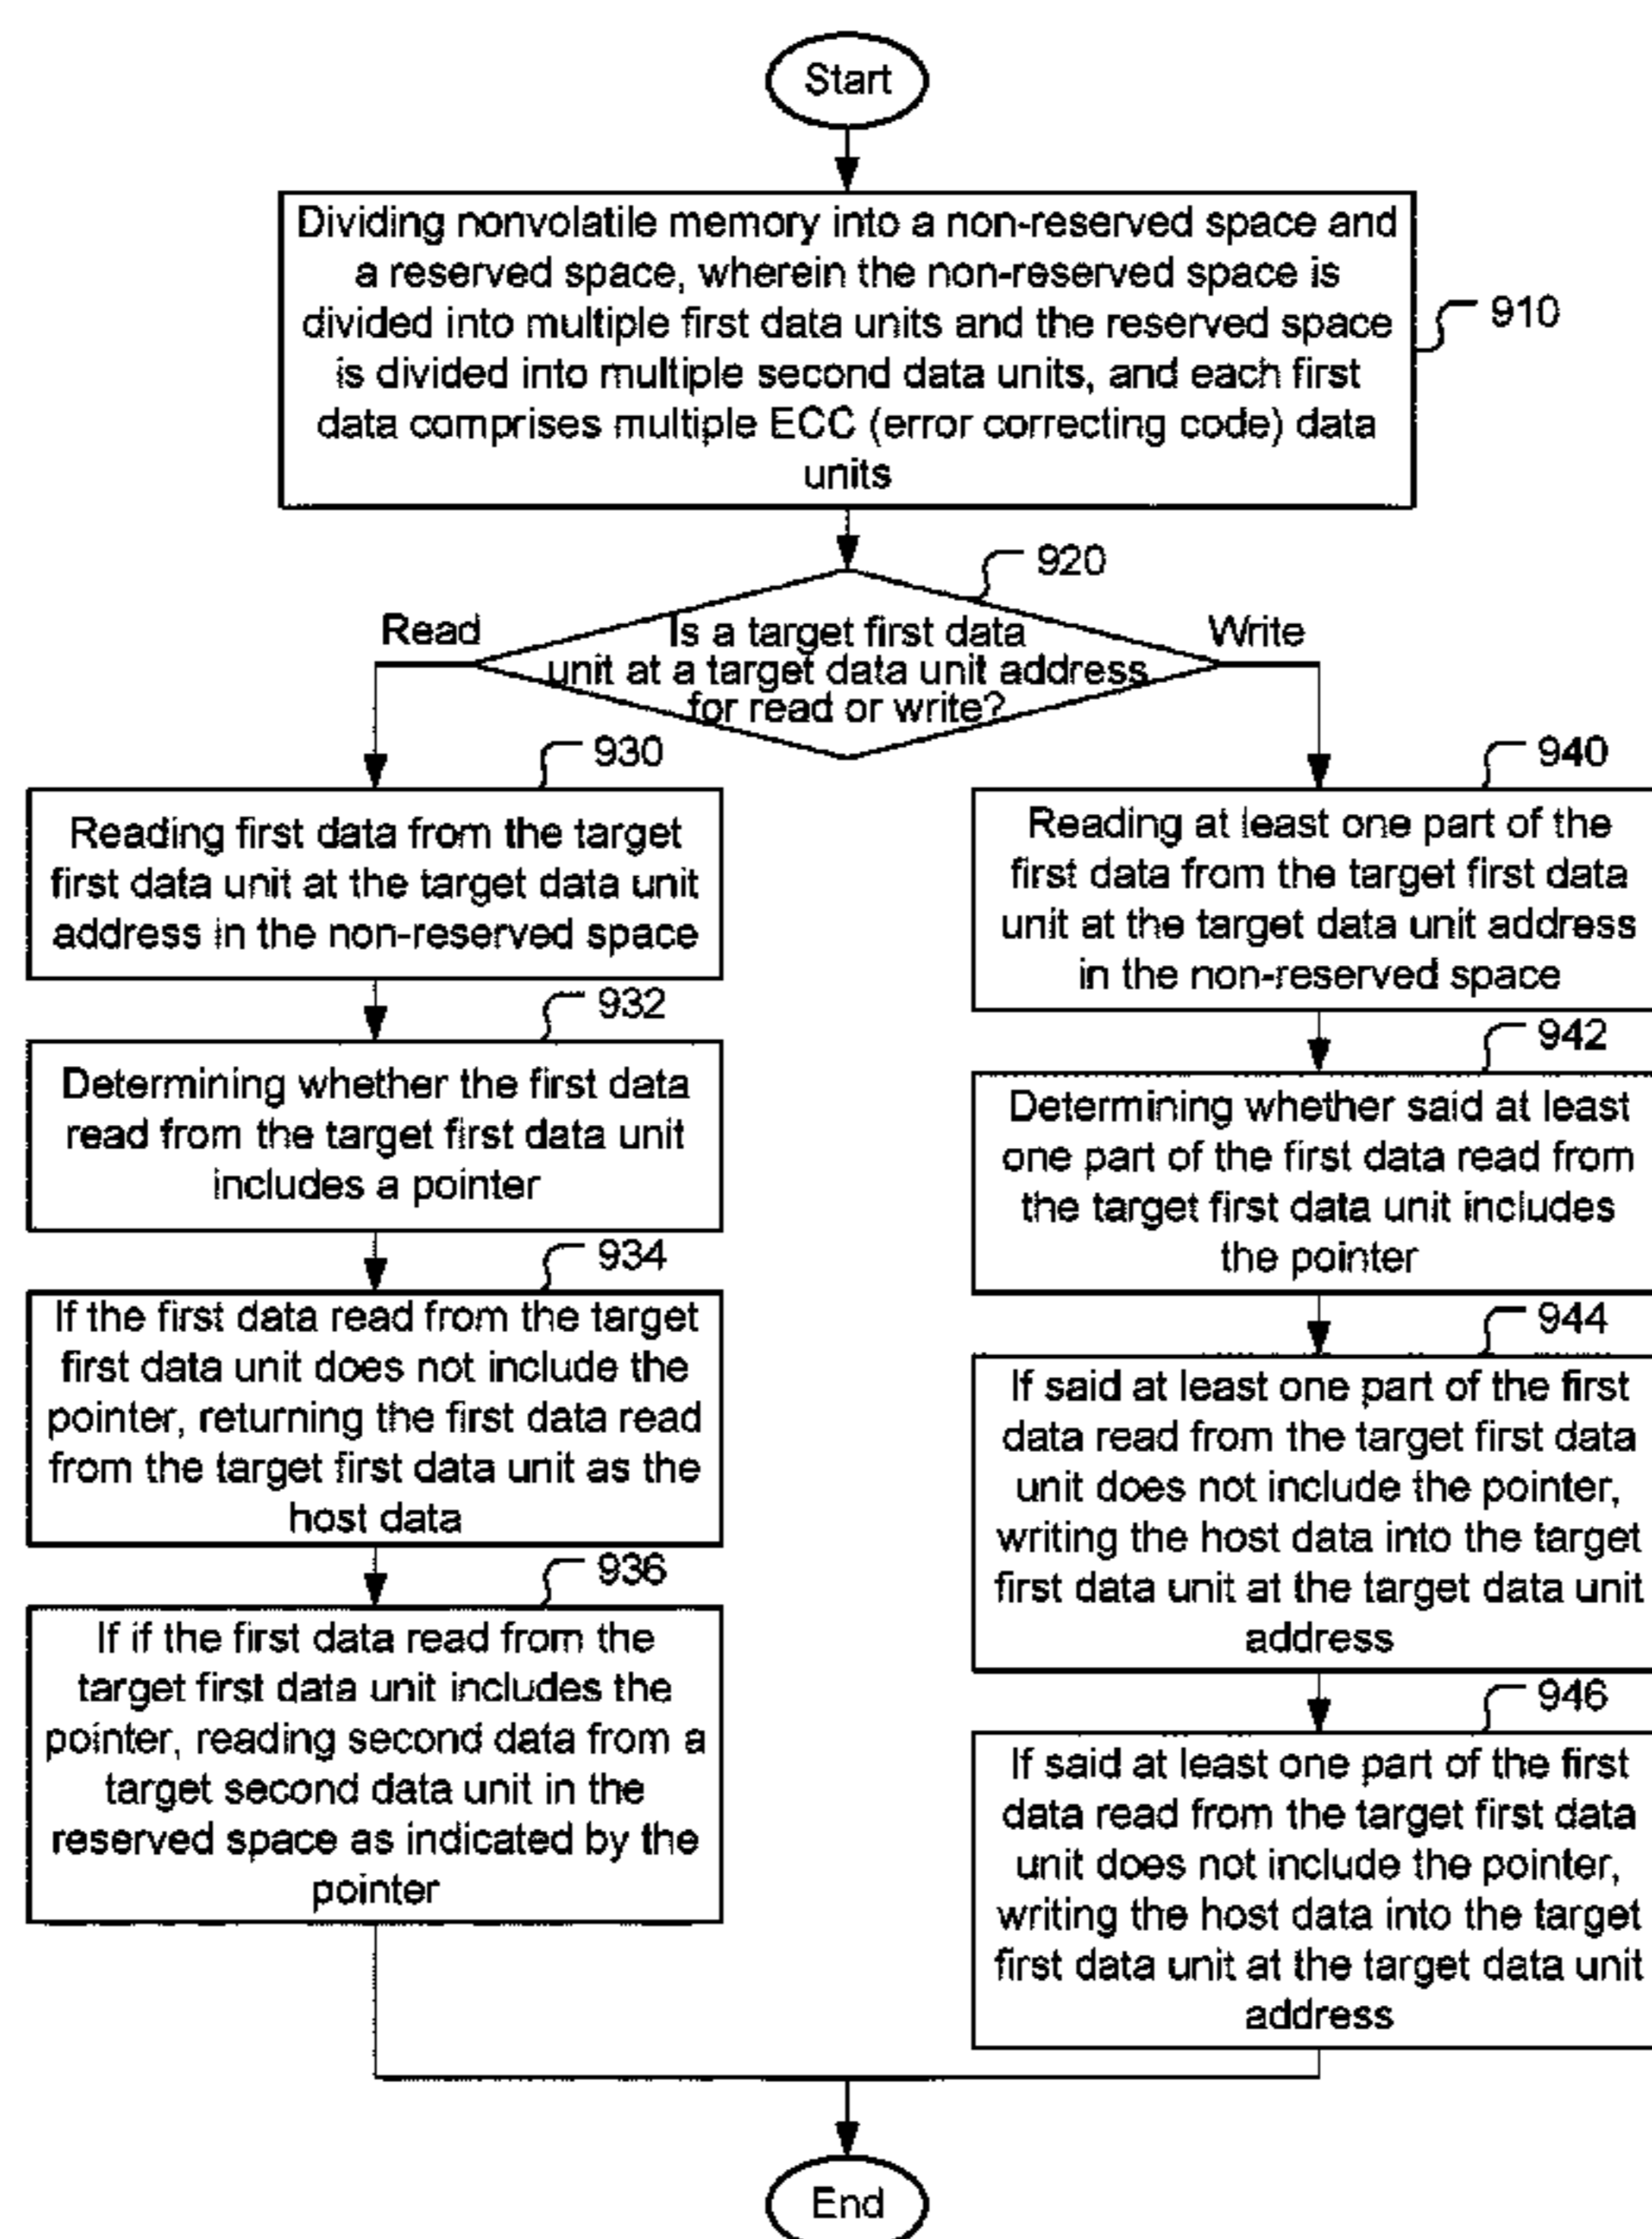 Start
Dividing nonvolatile memory into a non-reserved space and
a reserved space, wherein the non-reserved space is
divided into multiple first data units and the reserved space
is divided into multiple second data units, and each first
data comprises multiple ECC (error correcting code) data
units
910
920
Is a target first data
unit at a target data unit address
for read or write?
Read
Write
930
Reading first data from the target
first data unit at the target data unit
address in the non-reserved space
932
Determining whether the first data
read from the target first data unit
includes a pointer
934
If the first data read from the target
first data unit does not include the
pointer, returning the first data read
from the target first data unit as the
host data
936
If if the first data read from the
target first data unit includes the
pointer, reading second data from a
target second data unit in the
reserved space as indicated by the
pointer
940
Reading at least one part of the
first data from the target first data
unit at the target data unit address
in the non-reserved space
942
Determining whether said at least
one part of the first data read from
the target first data unit includes
the pointer
944
If said at least one part of the first
data read from the target first data
unit does not include the pointer,
writing the host data into the target
first data unit at the target data unit
address
946
If said at least one part of the first
data read from the target first data
unit does not include the pointer,
writing the host data into the target
first data unit at the target data unit
address
End